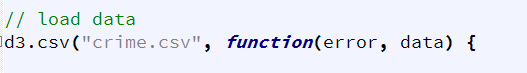 // load data
d3.csv("crime.csv", function(error, data) {